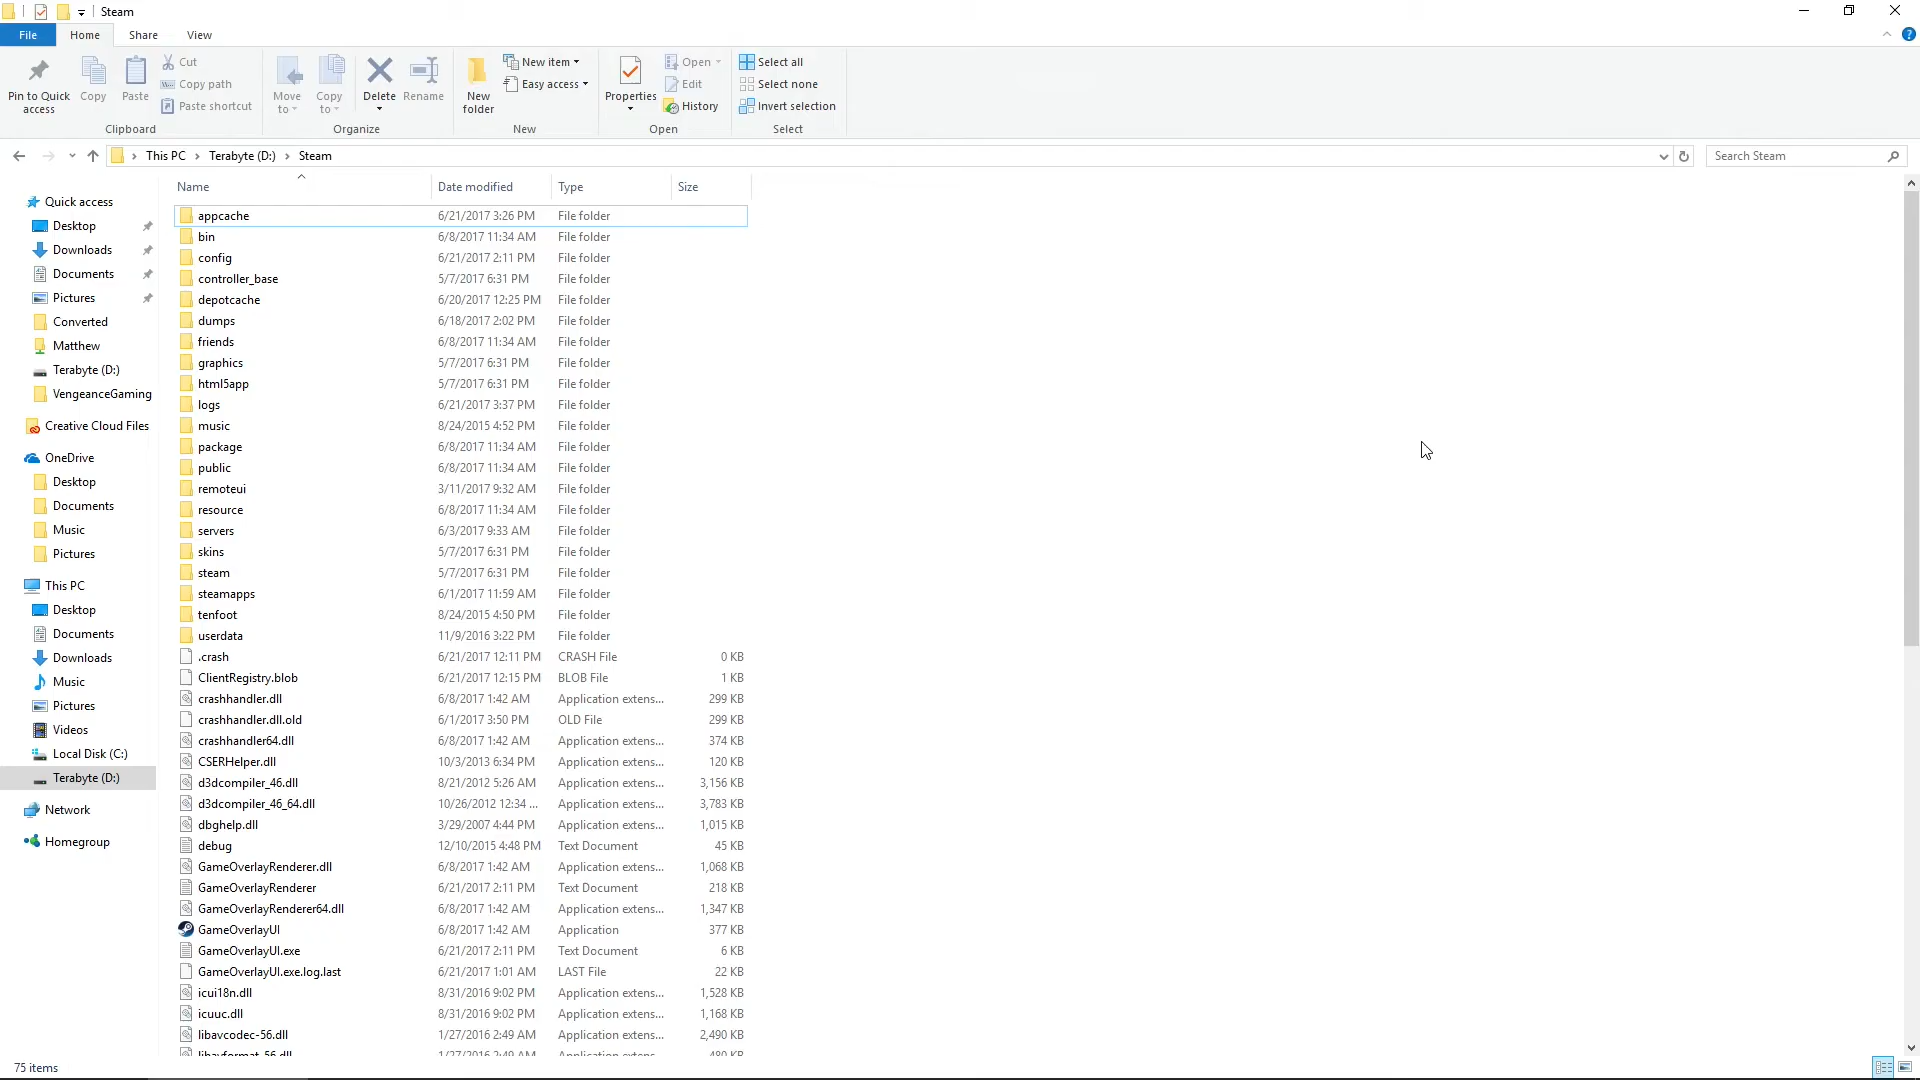 Steam
File Home Share View
Pin to Quick access
Copy
Paste
Cut
Copy path
Paste shortcut
Clipboard
Move to
Copy to
Delete
Rename
Organize
New folder
New item
Easy access
New
Properties
Open
Edit
History
Open
Select all
Select none
Invert selection
Select
This PC Terabyte (D:) Steam
Search Steam
Quick access
Desktop
Downloads
Documents
Pictures
Converted
Matthew
Terabyte (D:)
VengeanceGaming
Creative Cloud Files
OneDrive
Desktop
Documents
Music
Pictures
This PC
Desktop
Documents
Downloads
Music
Pictures
Videos
Local Disk (C:)
Terabyte (D:)
Network
Homegroup
Name Date modified Type Size
appcache 6/21/2017 3:26 PM File folder
bin 6/8/2017 11:34 AM File folder
config 6/21/2017 2:11 PM File folder
controller_base 5/7/2017 6:31 PM File folder
depotcache 6/20/2017 12:25 PM File folder
dumps 6/18/2017 2:02 PM File folder
friends 6/8/2017 11:34 AM File folder
graphics 5/7/2017 6:31 PM File folder
html5app 5/7/2017 6:31 PM File folder
logs 6/21/2017 3:37 PM File folder
music 8/24/2015 4:52 PM File folder
package 6/8/2017 11:34 AM File folder
public 6/8/2017 11:34 AM File folder
remoteui 3/11/2017 9:32 AM File folder
resource 6/8/2017 11:34 AM File folder
servers 6/3/2017 9:33 AM File folder
skins 5/7/2017 6:31 PM File folder
steam 5/7/2017 6:31 PM File folder
steamapps 6/1/2017 11:59 AM File folder
tenfoot 8/24/2015 4:50 PM File folder
userdata 11/9/2016 3:22 PM File folder
.crash 6/21/2017 12:11 PM CRASH File 0 KB
ClientRegistry.blob 6/21/2017 12:15 PM BLOB File 1 KB
crashhandler.dll 6/8/2017 1:42 AM Application extens... 299 KB
crashhandler.dll.old 6/1/2017 3:50 PM OLD File 299 KB
crashhandler64.dll 6/8/2017 1:42 AM Application extens... 374 KB
CSERHelper.dll 10/3/2013 6:34 PM Application extens... 120 KB
d3dcompiler_46.dll 8/21/2012 5:26 AM Application extens... 3,156 KB
d3dcompiler_46_64.dll 10/26/2012 12:34 ... Application extens... 3,783 KB
dbghelp.dll 3/29/2007 4:44 PM Application extens... 1,015 KB
debug 12/10/2015 4:48 PM Text Document 45 KB
GameOverlayRenderer.dll 6/8/2017 1:42 AM Application extens... 1,068 KB
GameOverlayRenderer 6/21/2017 2:11 PM Text Document 218 KB
GameOverlayRenderer64.dll 6/8/2017 1:42 AM Application extens... 1,347 KB
GameOverlayUI 6/8/2017 1:42 AM Application 377 KB
GameOverlayUI.exe 6/21/2017 2:11 PM Text Document 6 KB
GameOverlayUI.exe.log.last 6/21/2017 1:01 AM LAST File 22 KB
icui18n.dll 8/31/2016 9:02 PM Application extens... 1,528 KB
icuuc.dll 8/31/2016 9:02 PM Application extens... 1,168 KB
libavcodec-56.dll 1/27/2016 2:49 AM Application extens... 2,490 KB
libavformat-56.dll 1/27/2016 2:49 AM Application extens... 480 KB
75 items